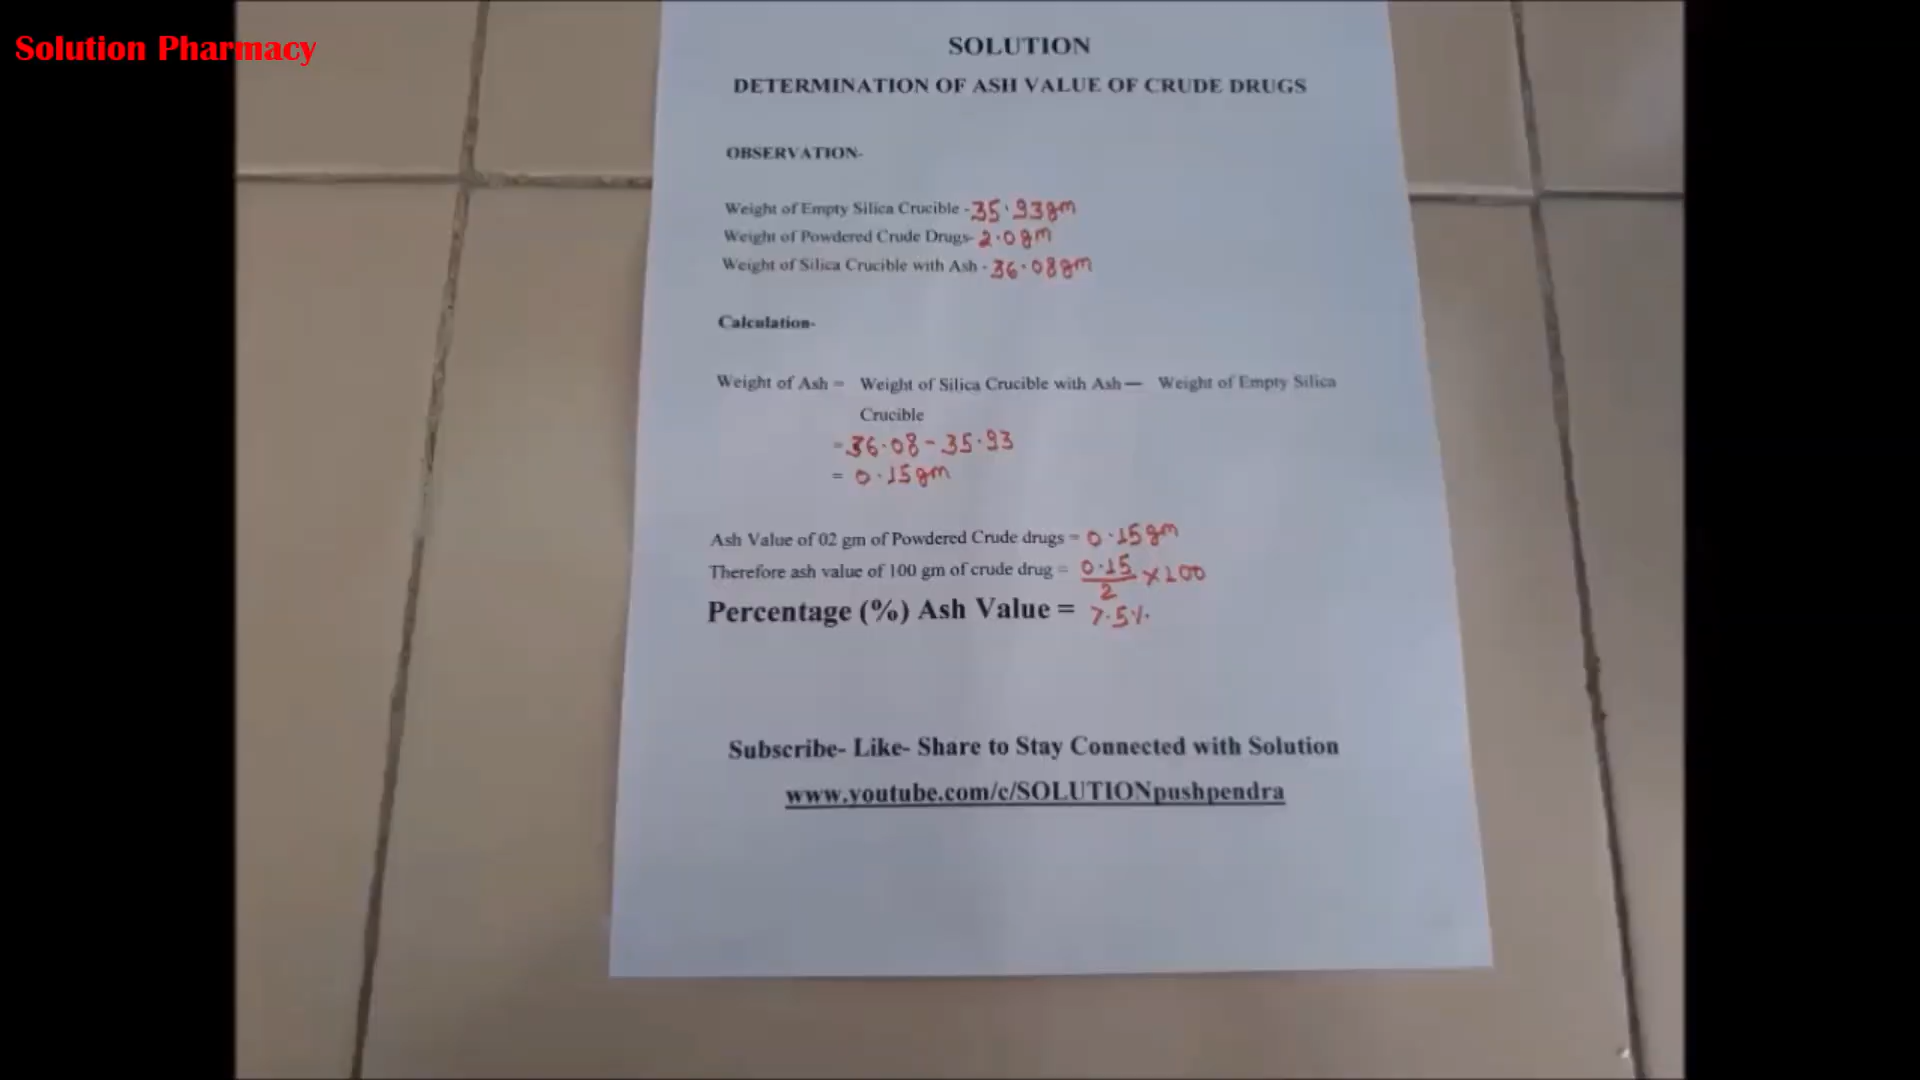 Solution Pharmacy
SOLUTION
DETERMINATION OF ASH VALUE OF CRUDE DRUGS
OBSERVATION-
Weight of Empty Silica Crucible - 35.93gm
Weight of Powdered Crude Drugs- 2.0gm
Weight of Silica Crucible with Ash - 36.08gm
Calculation-
Weight of Ash = Weight of Silica Crucible with Ash — Weight of Empty Silica
Crucible
= 36.08 - 35.93
= 0.15gm
Ash Value of 02 gm of Powdered Crude drugs = 0.15gm
Therefore ash value of 100 gm of crude drug = 0.15/2 ×100
Percentage (%) Ash Value = 7.5%
Subscribe- Like- Share to Stay Connected with Solution
www.youtube.com/c/SOLUTIONpushpendra